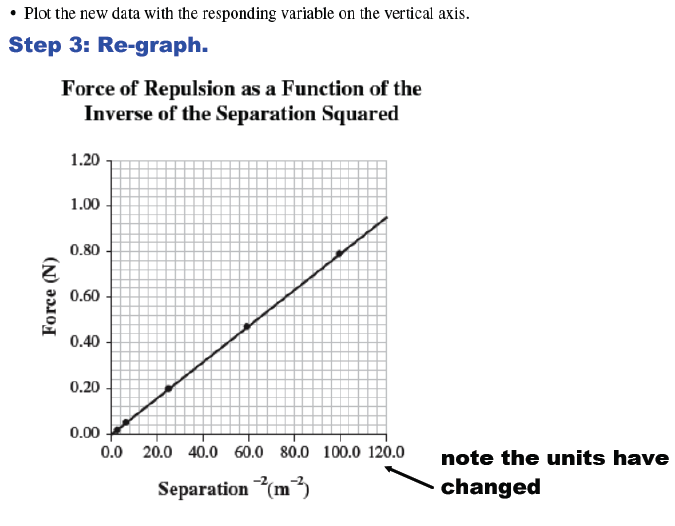 • Plot the new data with the responding variable on the vertical axis.
Step 3: Re-graph.
Force of Repulsion as a Function of the
Inverse of the Separation Squared
1.20
1.00
0.80
0.60
0.40
0.20
0.00
Force (N)
0.0 20.0 40.0 60.0 80.0 100.0 120.0
Separation ⁻²(m⁻²)
note the units have
changed